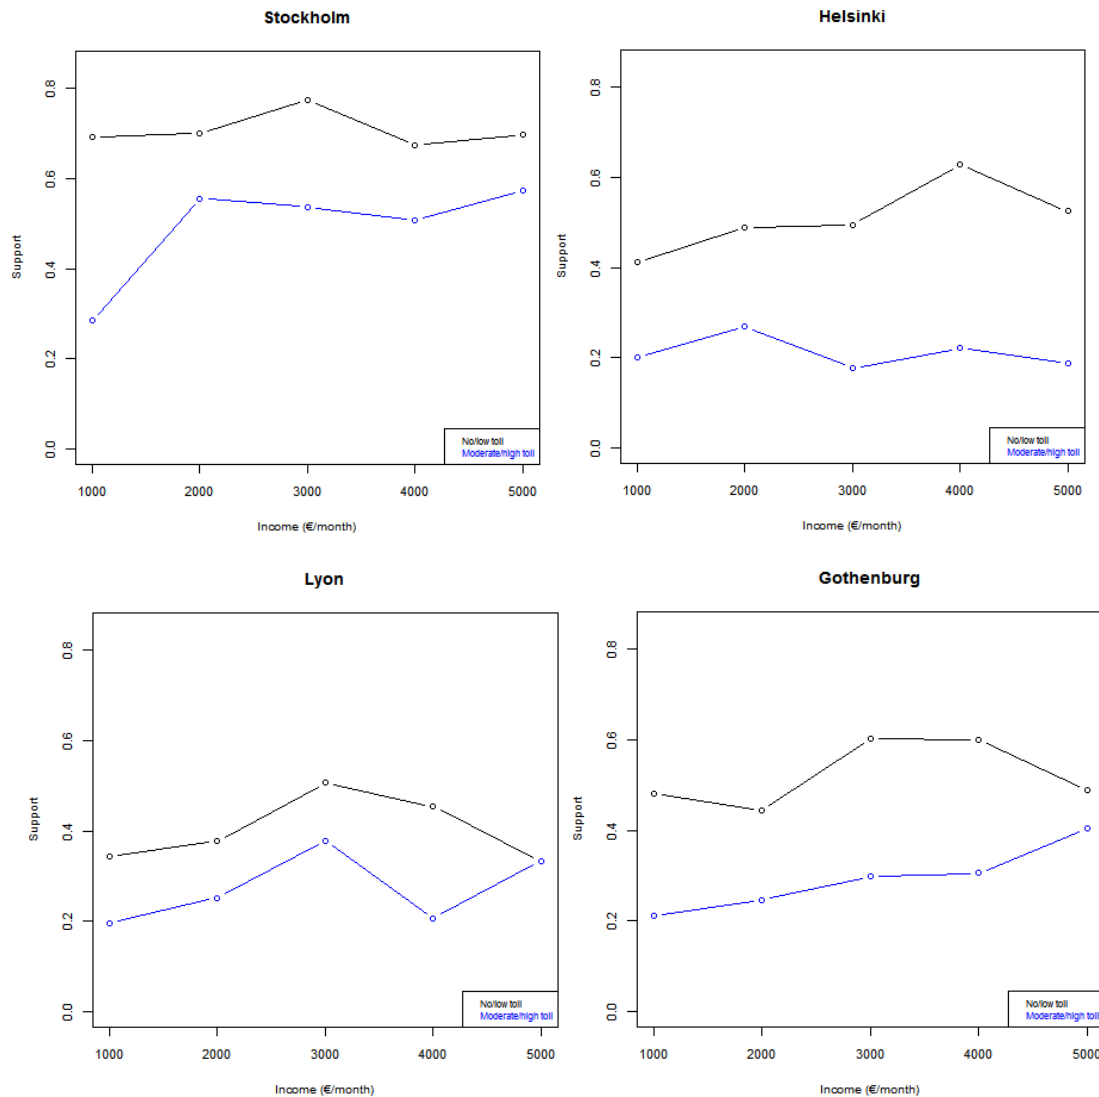 Stockholm
Support
0.8
0.6
0.4
0.2
0.0
No/low toll
Moderate/high toll
1000 2000 3000 4000 5000
Income (€/month)
Helsinki
Support
0.8
0.6
0.4
0.2
0.0
No/low toll
Moderate/high toll
1000 2000 3000 4000 5000
Income (€/month)
Lyon
Support
0.8
0.6
0.4
0.2
0.0
No/low toll
Moderate/high toll
1000 2000 3000 4000 5000
Income (€/month)
Gothenburg
Support
0.8
0.6
0.4
0.2
0.0
No/low toll
Moderate/high toll
1000 2000 3000 4000 5000
Income (€/month)